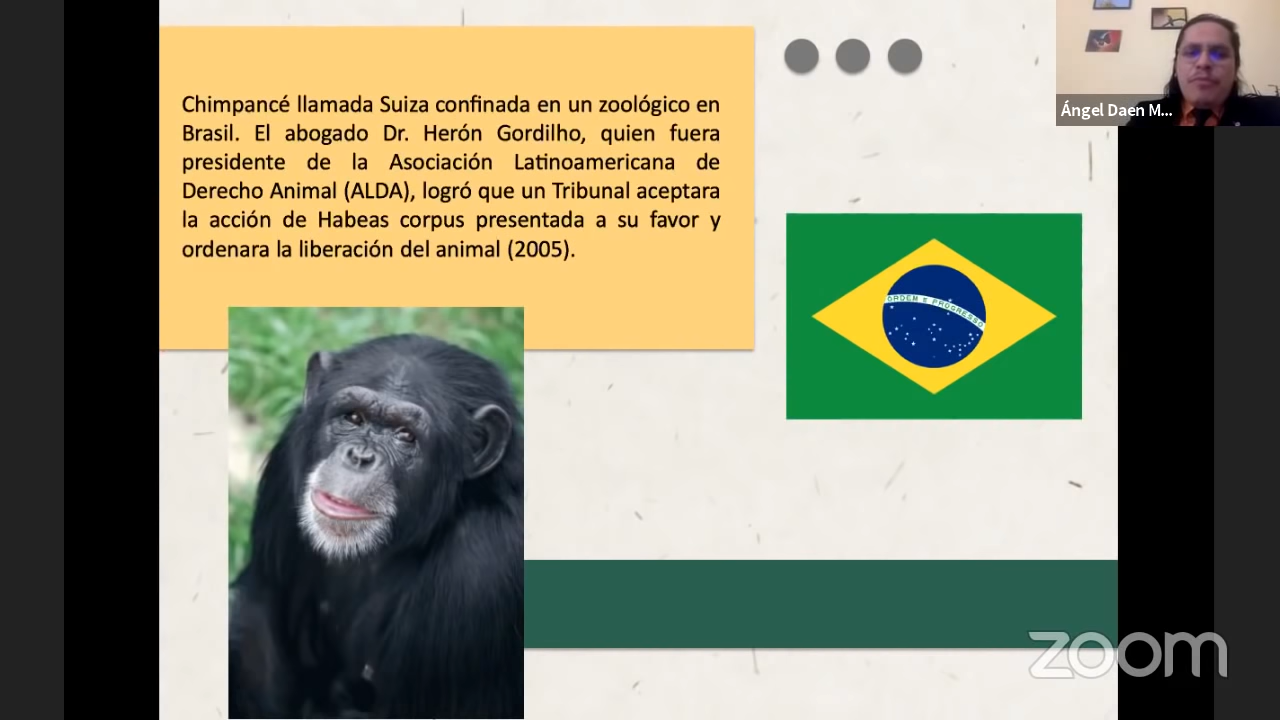 Chimpancé llamada Suiza confinada en un zoológico en
Brasil. El abogado Dr. Herón Gordilho, quien fuera
presidente de la Asociación Latinoamericana de
Derecho Animal (ALDA), logró que un Tribunal aceptara
la acción de Habeas corpus presentada a su favor y
ordenara la liberación del animal (2005).
Ángel Daen M...
ORDEM E PROGRESSO
zoom